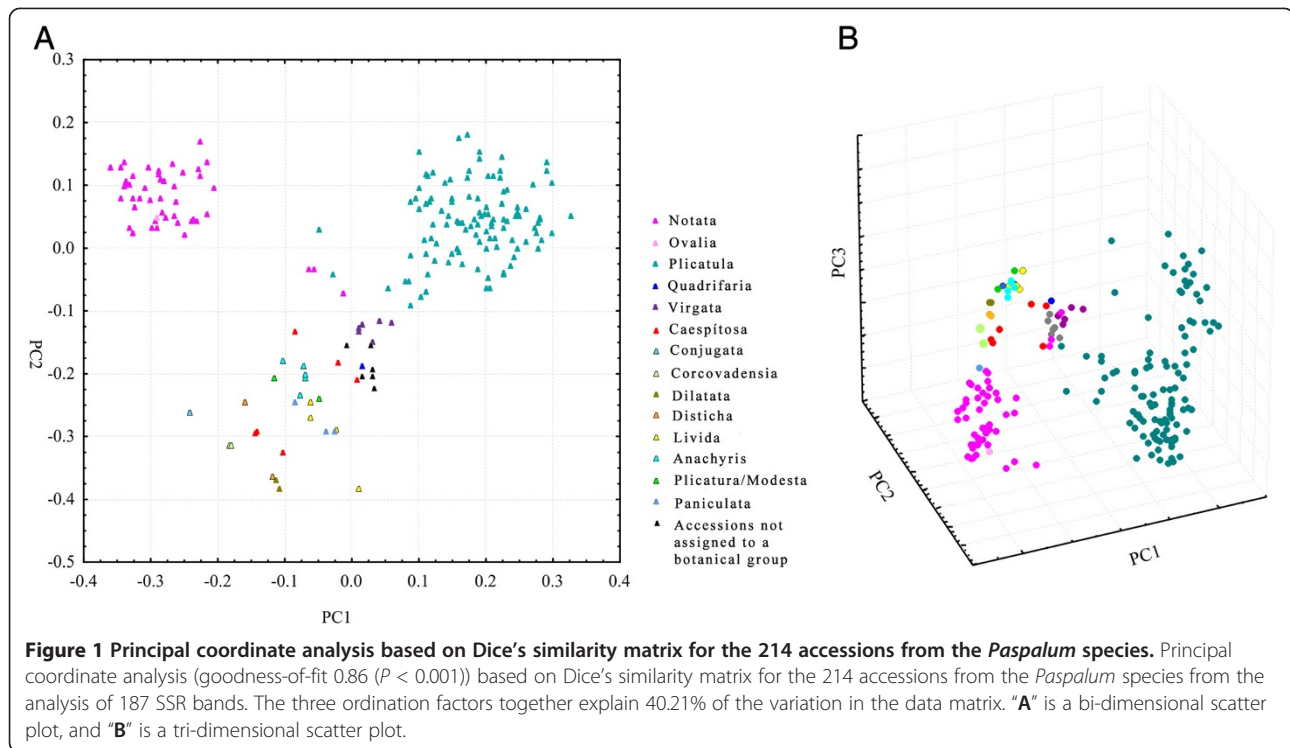 A
B
0.3
0.2
0.1
0.0
-0.1
-0.2
-0.3
-0.4
-0.5
PC2
-0.4 -0.3 -0.2 -0.1 0.0 0.1 0.2 0.3 0.4
PC1
Notata
Ovalia
Plicatula
Quadrifaria
Virgata
Caespítosa
Conjugata
Corcovadensia
Dilatata
Disticha
Livida
Anachyris
Plicatura/Modesta
Paniculata
Accessions not
assigned to a
botanical group
PC3
PC2
PC1
Figure 1 Principal coordinate analysis based on Dice's similarity matrix for the 214 accessions from the Paspalum species. Principal
coordinate analysis (goodness-of-fit 0.86 (P < 0.001)) based on Dice's similarity matrix for the 214 accessions from the Paspalum species from the
analysis of 187 SSR bands. The three ordination factors together explain 40.21% of the variation in the data matrix. "A" is a bi-dimensional scatter
plot, and "B" is a tri-dimensional scatter plot.